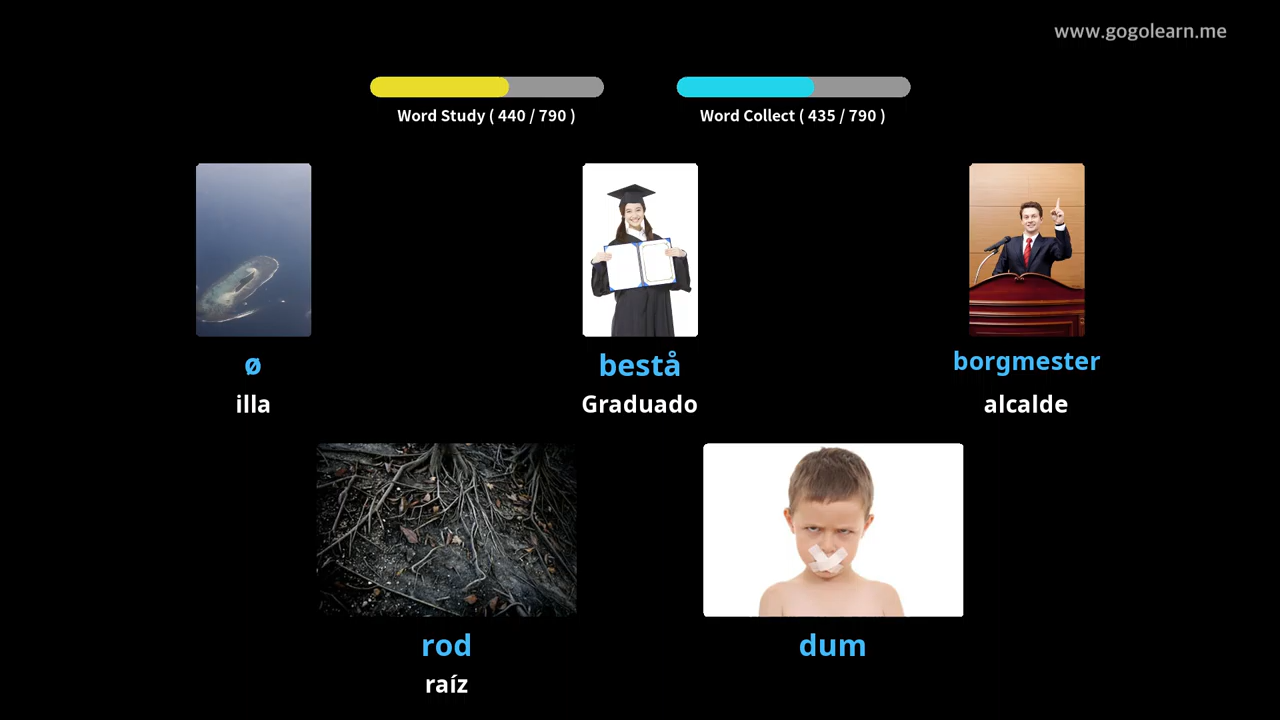 www.gogolearn.me
Word Study ( 440 / 790 )
Word Collect ( 435 / 790 )
ø
illa
bestå
Graduado
borgmester
alcalde
rod
raíz
dum